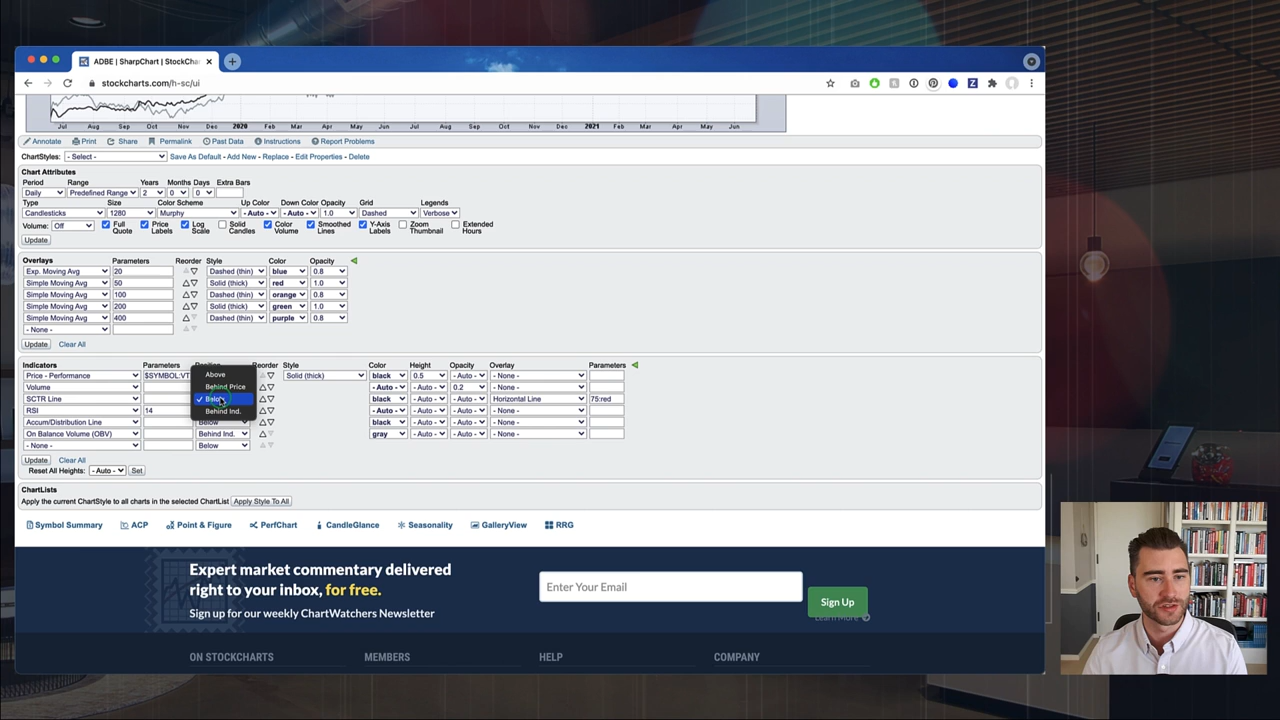 ADBE | SharpChart | StockCha
stockcharts.com/h-sc/ui
Jul Aug Sep Oct Nov Dec 2020 Feb Mar Apr May Jun Jul Aug Sep Oct Nov Dec 2021 Feb Mar Apr May Jun
Annotate Print Share Permalink Past Data Instructions Report Problems
ChartStyles: - Select - Save As Default - Add New - Replace - Edit Properties - Delete
Chart Attributes
Period Range Years Months Days Extra Bars
Daily Predefined Range 2 0 0
Type Size Color Scheme Up Color Down Color Opacity Grid Legends
Candlesticks 1280 Murphy - Auto - - Auto - 1.0 Dashed Verbose
Volume: Off Full Quote Price Labels Log Scale Solid Candles Color Volume Smoothed Lines Y-Axis Labels Zoom Thumbnail Extended Hours
Update
Overlays Parameters Reorder Style Color Opacity
Exp. Moving Avg 20 Dashed (thin) blue 0.8
Simple Moving Avg 50 Solid (thick) red 1.0
Simple Moving Avg 100 Dashed (thin) orange 0.8
Simple Moving Avg 200 Solid (thick) green 1.0
Simple Moving Avg 400 Dashed (thin) purple 0.8
- None -
Update Clear All
Indicators Parameters Reorder Style Color Height Opacity Overlay Parameters
Price - Performance $SYMBOL:VT Above Solid (thick) black 0.5 - Auto - - None -
Volume Behind Price - Auto - - Auto - 0.2 - None -
SCTR Line Below black - Auto - - Auto - Horizontal Line 75:red
RSI 14 Behind Ind. - Auto - - Auto - - Auto - - None -
Accum/Distribution Line Below black - Auto - - Auto - - None -
On Balance Volume (OBV) Behind Ind. gray - Auto - - Auto - - None -
- None - Below
Update Clear All
Reset All Heights: - Auto - Set
ChartLists
Apply the current ChartStyle to all charts in the selected ChartList Apply Style To All
Symbol Summary ACP Point & Figure PerfChart CandleGlance Seasonality GalleryView RRG
Expert market commentary delivered
right to your inbox, for free.
Sign up for our weekly ChartWatchers Newsletter
Enter Your Email
Sign Up
Learn More
ON STOCKCHARTS MEMBERS HELP COMPANY